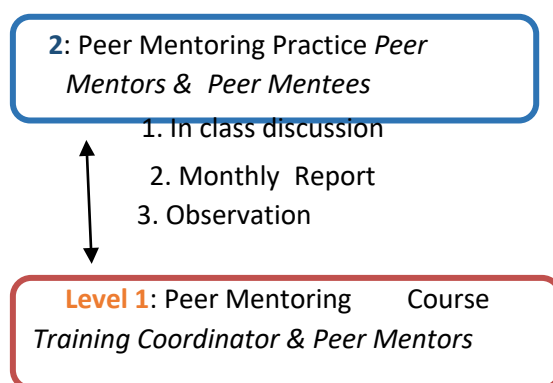 2: Peer Mentoring Practice Peer
Mentors & Peer Mentees
1. In class discussion
2. Monthly Report
3. Observation
Level 1: Peer Mentoring Course
Training Coordinator & Peer Mentors